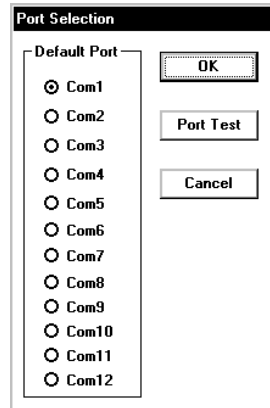 Port Selection
Default Port
Com1
Com2
Com3
Com4
Com5
Com6
Com7
Com8
Com9
Com10
Com11
Com12
OK
Port Test
Cancel